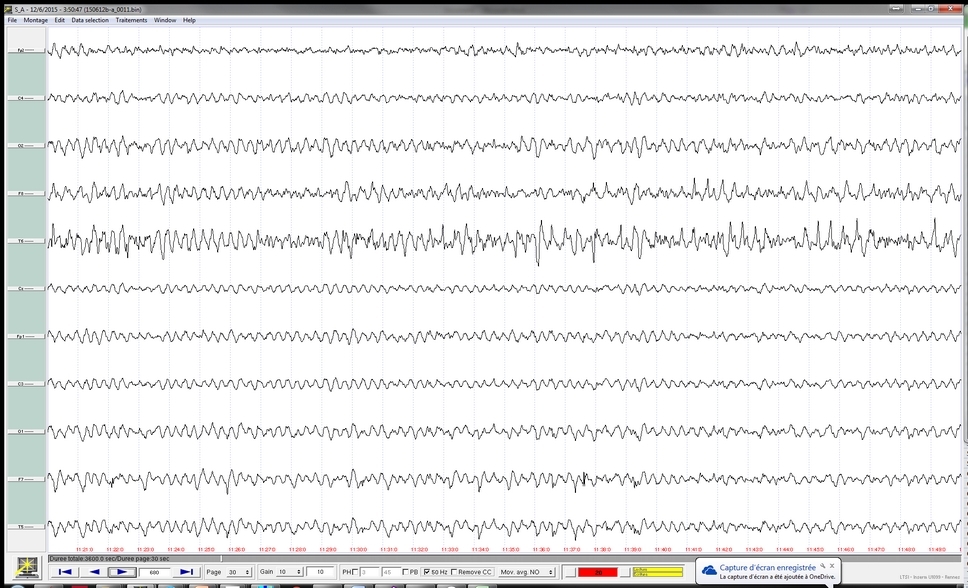 S_A - 12/6/2015 - 3:50:47 (150612b-a_0011.bin)
File Montage Edit Data selection Traitements Window Help
Fp2
C4
O2
F8
T6
Cz
Fp1
C3
O1
F7
T5
11:21.0 11:22.0 11:23.0 11:24.0 11:25.0 11:26.0 11:27.0 11:28.0 11:29.0 11:30.0 11:31.0 11:32.0 11:33.0 11:34.0 11:35.0 11:36.0 11:37.0 11:38.0 11:39.0 11:40.0 11:41.0 11:42.0 11:43.0 11:44.0 11:45.0 11:46.0 11:47.0 11:48.0 11:49.0
Duree totale:3600.0 sec/Duree page:30 sec
680 Page 30 Gain 10 10 PH 3 45 PB 50 Hz Remove CC Mov. avg. NO
Capture d'écran enregistrée
La capture d'écran a été ajoutée à OneDrive.